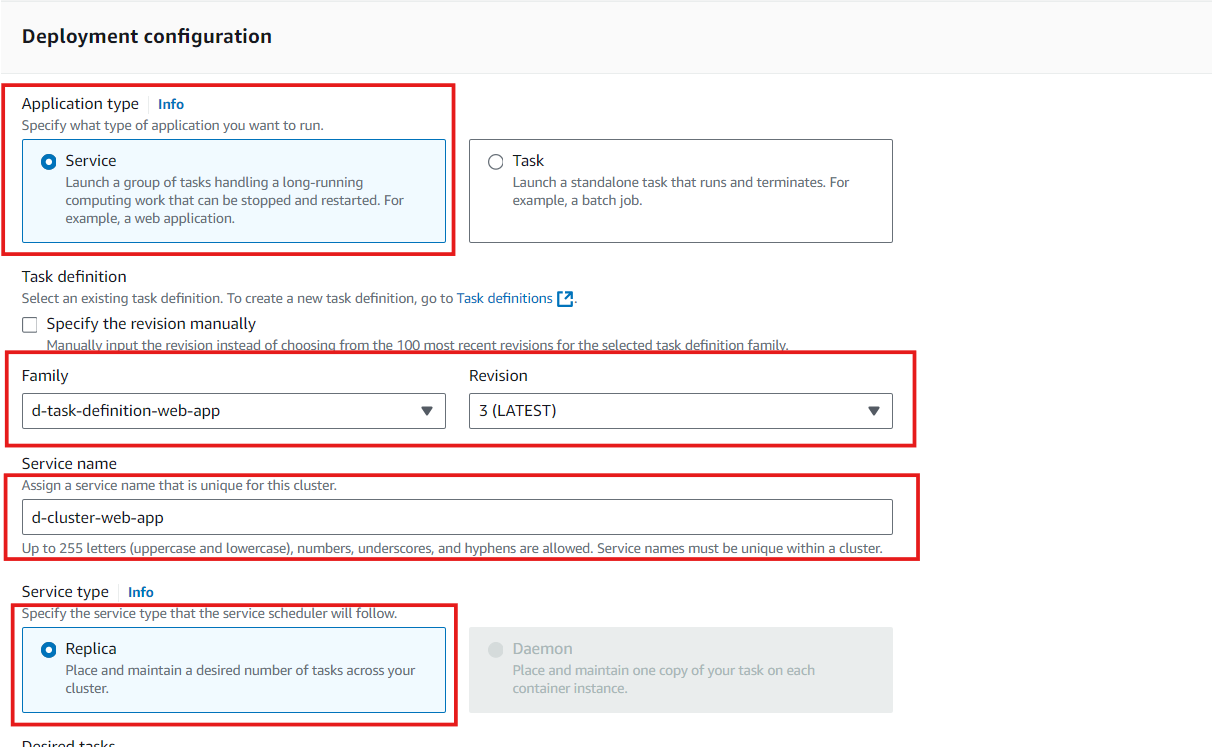 Deployment configuration
Application type Info
Specify what type of application you want to run.
Service
Launch a group of tasks handling a long-running
computing work that can be stopped and restarted. For
example, a web application.
Task
Launch a standalone task that runs and terminates. For
example, a batch job.
Task definition
Select an existing task definition. To create a new task definition, go to Task definitions.
Specify the revision manually
Manually input the revision instead of choosing from the 100 most recent revisions for the selected task definition family.
Family
d-task-definition-web-app
Revision
3 (LATEST)
Service name
Assign a service name that is unique for this cluster.
d-cluster-web-app
Up to 255 letters (uppercase and lowercase), numbers, underscores, and hyphens are allowed. Service names must be unique within a cluster.
Service type Info
Specify the service type that the service scheduler will follow.
Replica
Place and maintain a desired number of tasks across your
cluster.
Daemon
Place and maintain one copy of your task on each
container instance.
Desired tasks